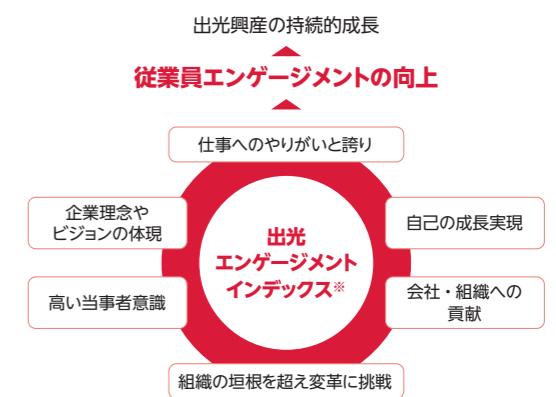 出光興産の持続的成長
従業員エンゲージメントの向上
仕事へのやりがいと誇り
企業理念や
ビジョンの体現
自己の成長実現
出光
エンゲージメント
インデックス※
高い当事者意識
会社・組織への
貢献
組織の垣根を超え変革に挑戦